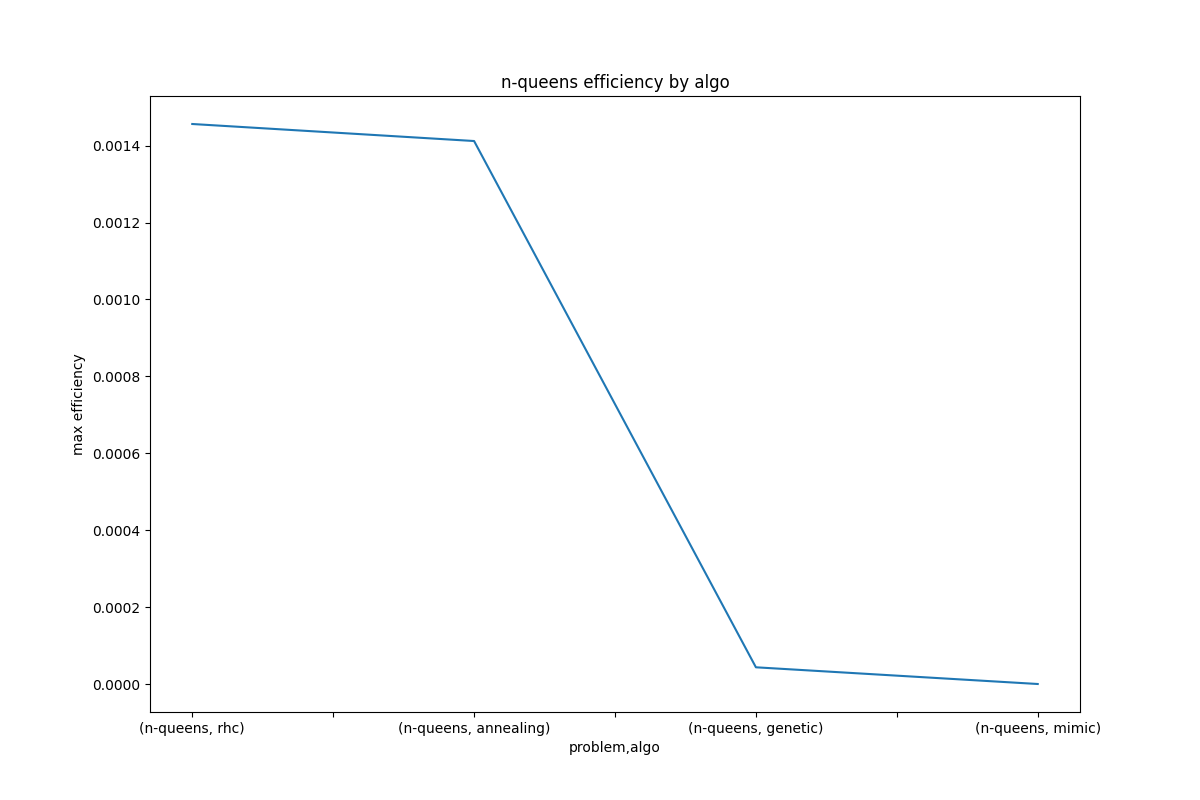 n-queens efficiency by algo
max efficiency
0.0014
0.0012
0.0010
0.0008
0.0006
0.0004
0.0002
0.0000
(n-queens, rhc) (n-queens, annealing) (n-queens, genetic) (n-queens, mimic)
problem,algo